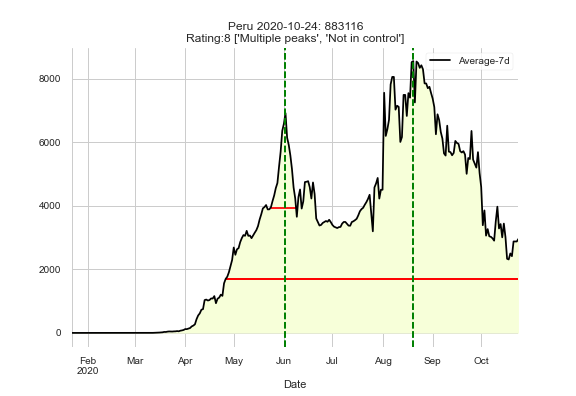 Peru 2020-10-24: 883116
Rating:8 ['Multiple peaks', 'Not in control']
Average-7d
8000
6000
4000
2000
0
Feb Mar Apr May Jun Jul Aug Sep Oct
2020
Date